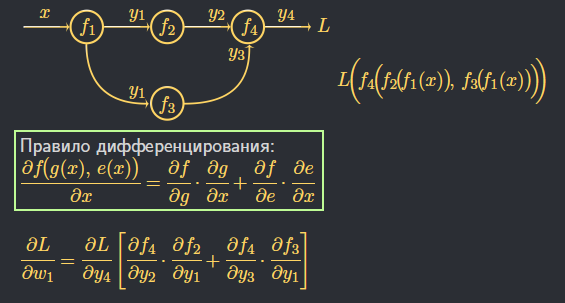 x f₁ y₁ f₂ y₂ f₄ y₄ L
y₃
y₁ f₃
L(f₄(f₂(f₁(x)), f₃(f₁(x))))
Правило дифференцирования:
∂f(g(x), e(x))/∂x = ∂f/∂g · ∂g/∂x + ∂f/∂e · ∂e/∂x
∂L/∂w₁ = ∂L/∂y₄ [∂f₄/∂y₂ · ∂f₂/∂y₁ + ∂f₄/∂y₃ · ∂f₃/∂y₁]